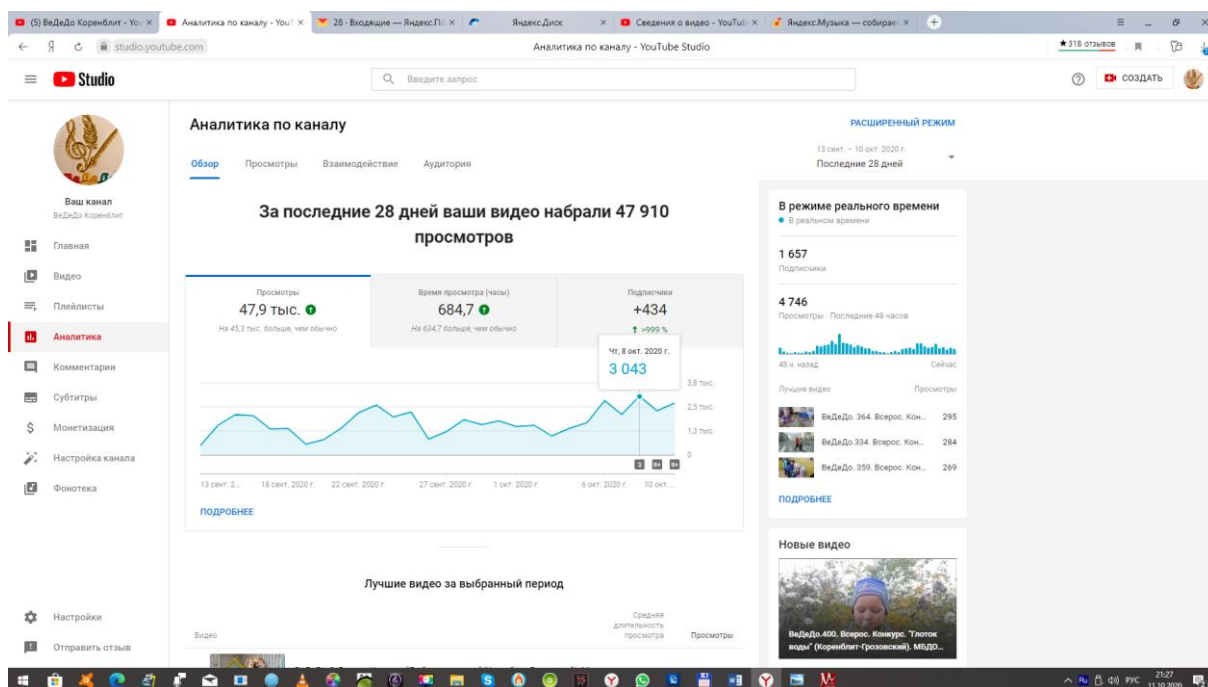 (5) ВеДеДо Коренблит - You
Аналитика по каналу - YouT
28 · Входящие — Яндекс.По
Яндекс.Диск
Сведения о видео - YouTub
Яндекс.Музыка — собирае
studio.youtube.com
Аналитика по каналу - YouTube Studio
★318 отзывов
Studio
Введите запрос
СОЗДАТЬ
Ваш канал
ВеДеДо Коренблит
Главная
Видео
Плейлисты
Аналитика
Комментарии
Субтитры
Монетизация
Настройка канала
Фонотека
Настройки
Отправить отзыв
Аналитика по каналу
РАСШИРЕННЫЙ РЕЖИМ
Обзор Просмотры Взаимодействие Аудитория
13 сент. – 10 окт. 2020 г.
Последние 28 дней
За последние 28 дней ваши видео набрали 47 910
просмотров
Просмотры
47,9 тыс.
На 45,3 тыс. больше, чем обычно
Время просмотра (часы)
684,7
На 634,7 больше, чем обычно
Подписчики
+434
>999 %
Чт, 8 окт. 2020 г.
3 043
3,8 тыс.
2,5 тыс.
1,3 тыс.
0
3 9+ 9+
13 сент. 2... 18 сент. 2020 г. 22 сент. 2020 г. 27 сент. 2020 г. 1 окт. 2020 г. 6 окт. 2020 г. 10 окт....
ПОДРОБНЕЕ
Лучшие видео за выбранный период
Видео
Средняя
длительность
просмотра
Просмотры
В режиме реального времени
В реальном времени
1 657
Подписчики
4 746
Просмотры · Последние 48 часов
48 ч. назад Сейчас
Лучшие видео Просмотры
ВеДеДо. 364. Всерос. Кон... 295
ВеДеДо.334. Всерос. Кон... 284
ВеДеДо. 359. Всерос. Кон... 269
ПОДРОБНЕЕ
Новые видео
ВеДеДо.400. Всерос. Конкурс. "Глоток
воды" (Коренблит-Грозовский). МБДО...
РУС
21:27
11.10.2020